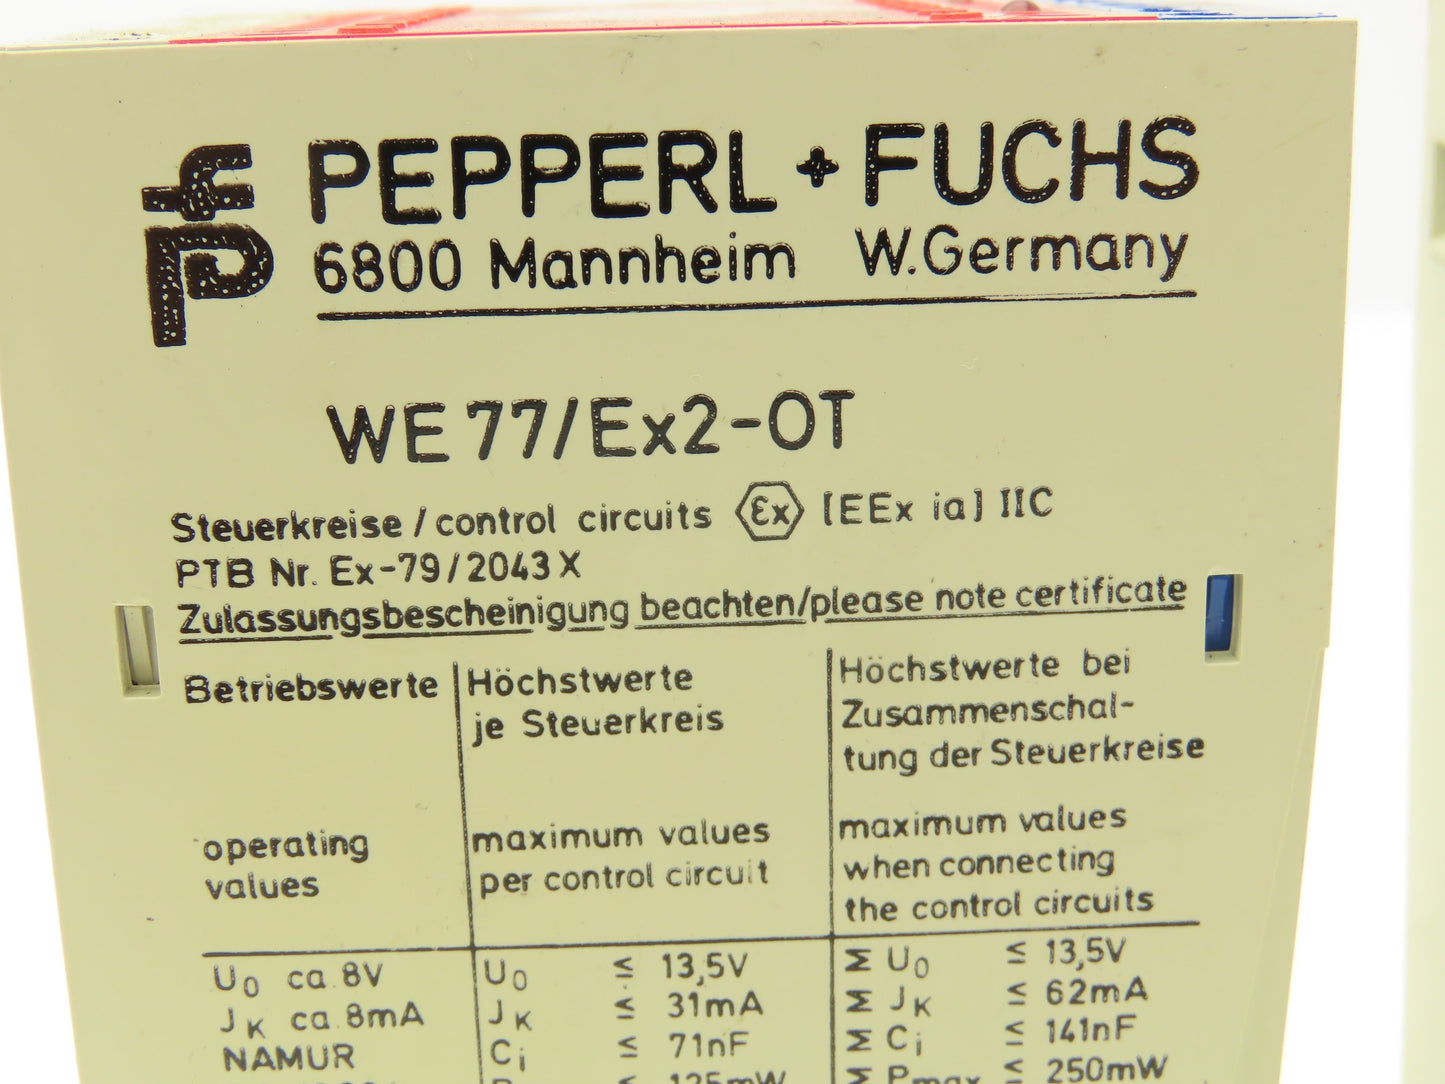 PEPPERL + FUCHS
6800 Mannheim W.Germany
WE 77/Ex2-OT
Steuerkreise / control circuits Ex [EEx ia] IIC
PTB Nr. Ex-79/2043 X
Zulassungsbescheinigung beachten/please note certificate
Betriebswerte
Höchstwerte
je Steuerkreis
Höchstwerte bei
Zusammenschal-
tung der Steuerkreise
operating
values
maximum values
per control circuit
maximum values
when connecting
the control circuits
U0 ca. 8V U0 ≤ 13,5V Σ U0 ≤ 13,5V
JK ca. 8mA JK ≤ 31mA Σ JK ≤ 62mA
NAMUR Ci ≤ 71nF Σ Ci ≤ 141nF
≤ 125mW Σ Pmax ≤ 250mW